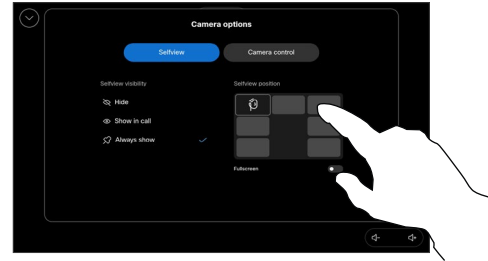 Camera options
Selfview
Camera control
Selfview visibility
Hide
Show in call
Always show
Selfview position
Fullscreen